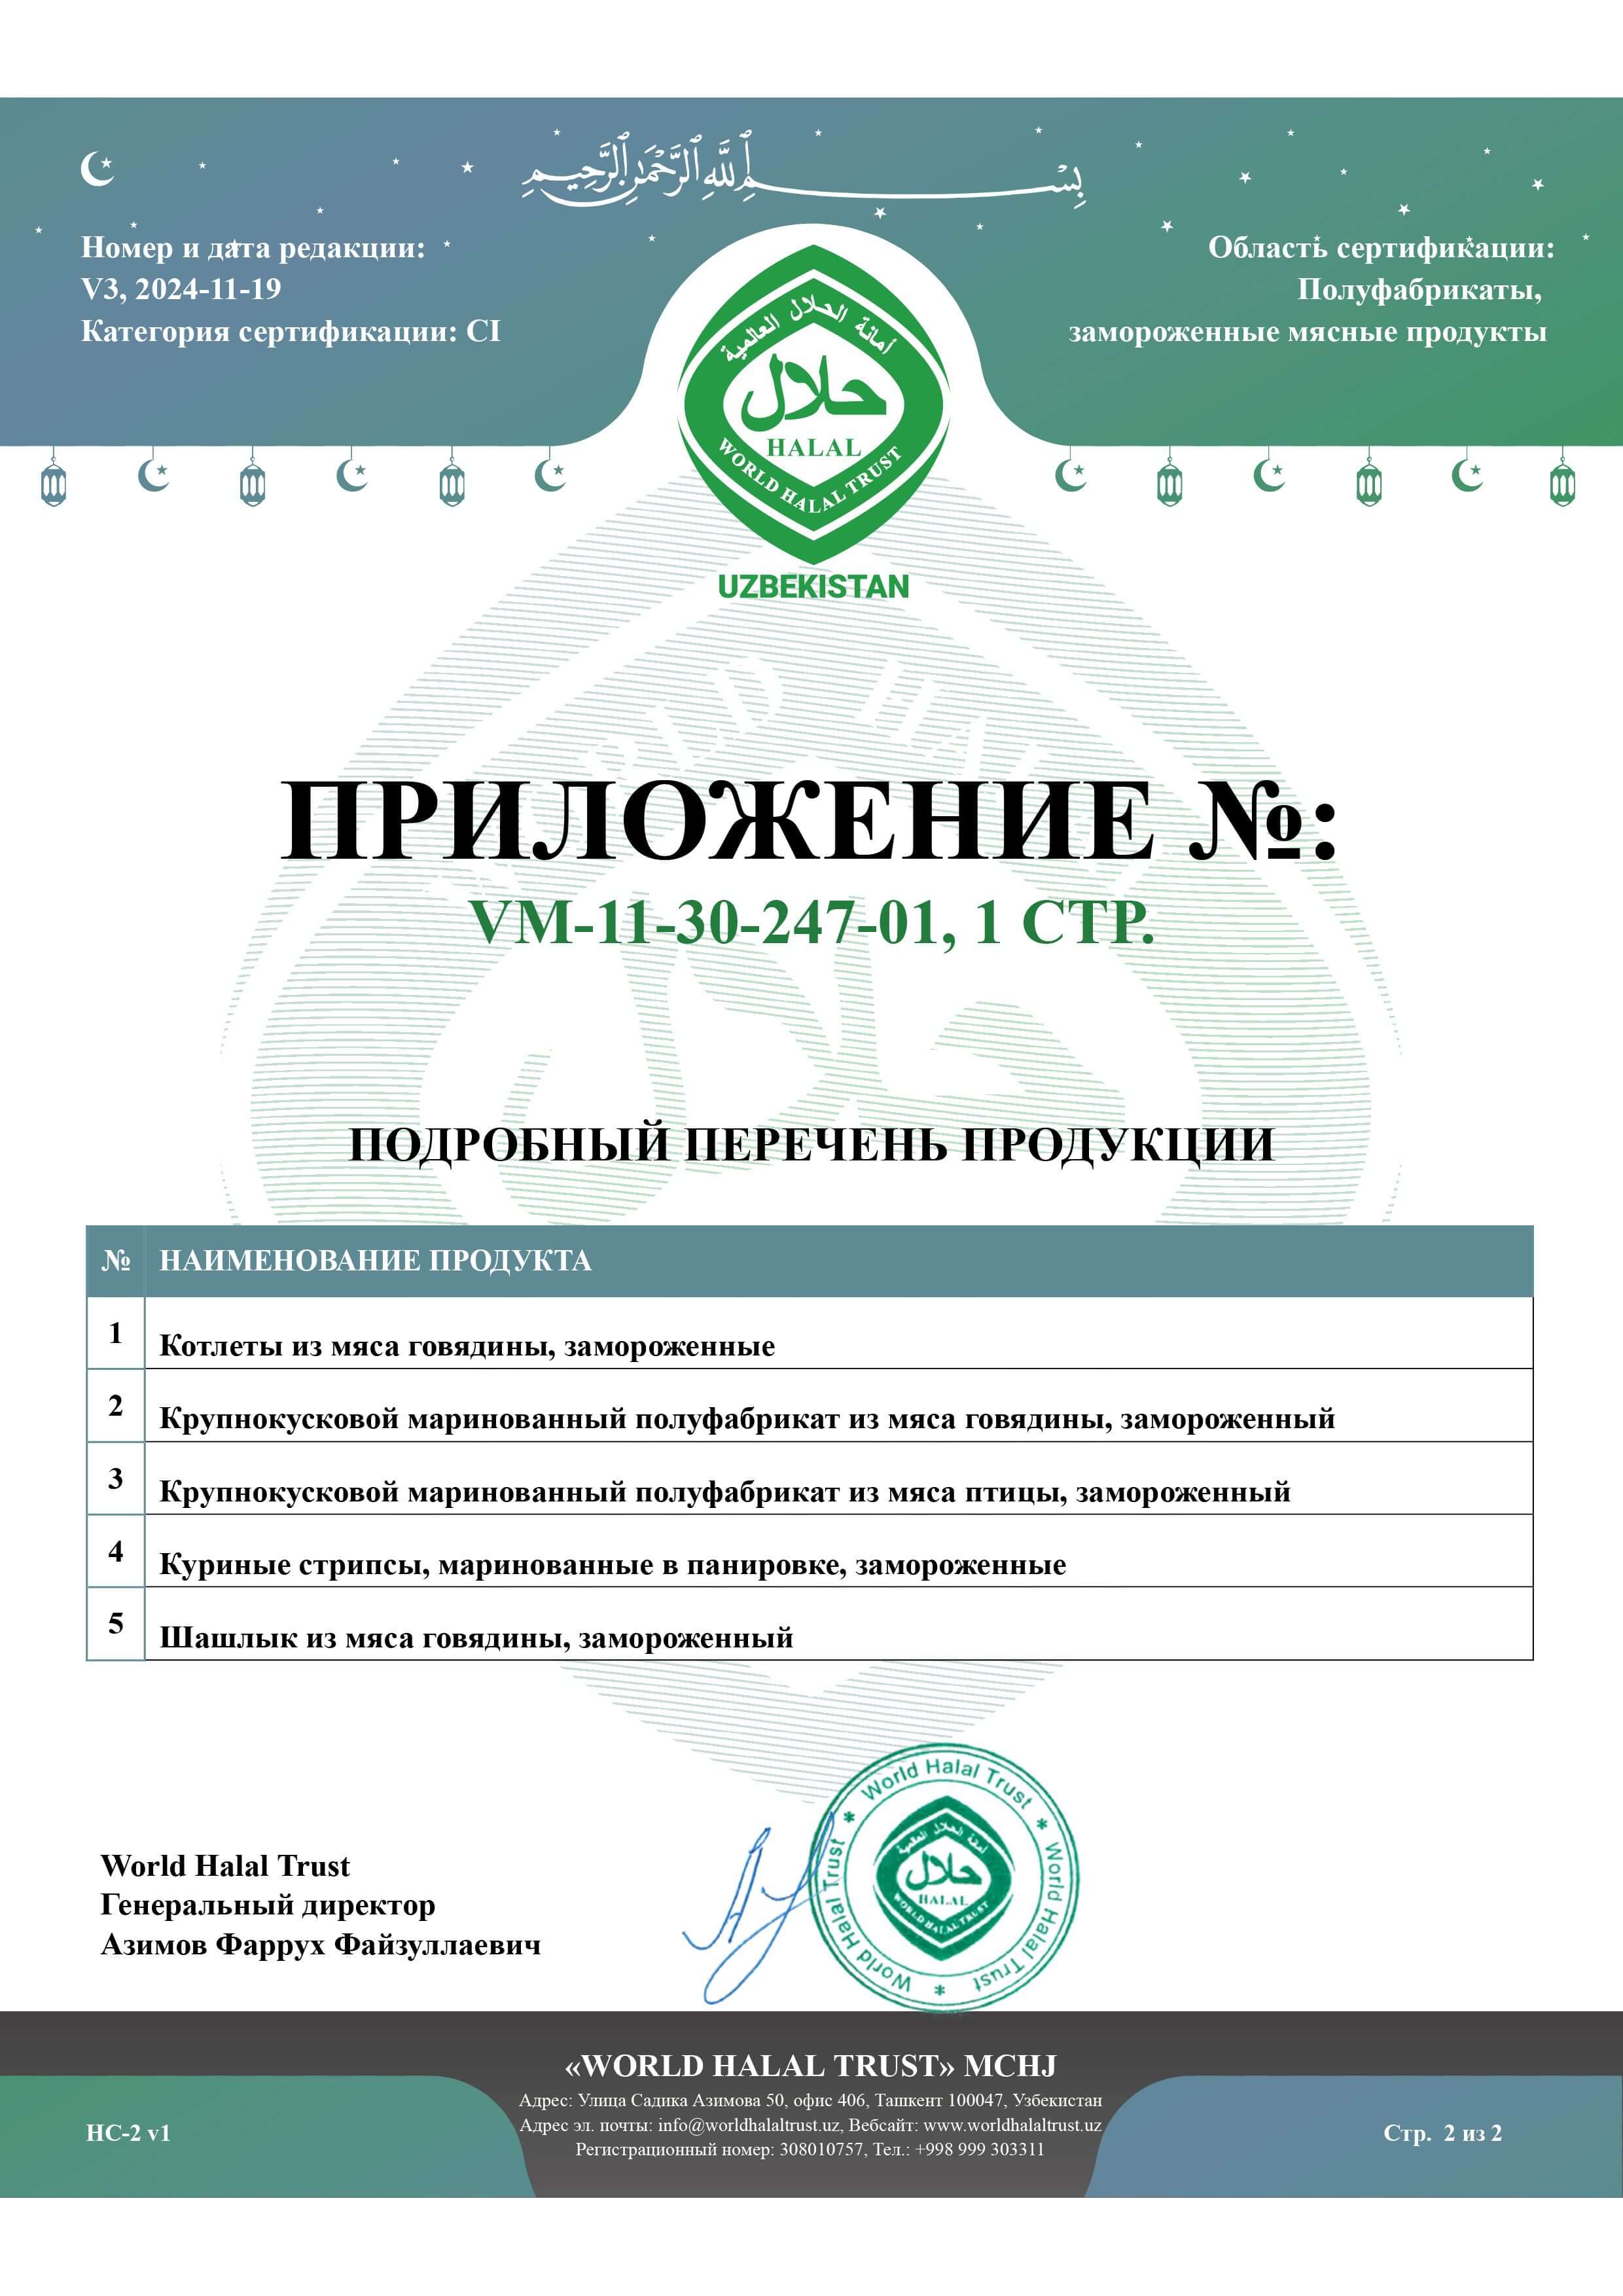 بِسْمِ اللَّهِ الرَّحْمَٰنِ الرَّحِيمِ
Номер и дата редакции:
V3, 2024-11-19
Категория сертификации: CI
Область сертификации:
Полуфабрикаты,
замороженные мясные продукты
أمانة الحلال العالمية
حلال
HALAL
WORLD HALAL TRUST
UZBEKISTAN
ПРИЛОЖЕНИЕ №:
VM-11-30-247-01, 1 СТР.
ПОДРОБНЫЙ ПЕРЕЧЕНЬ ПРОДУКЦИИ
№ НАИМЕНОВАНИЕ ПРОДУКТА
1 Котлеты из мяса говядины, замороженные
2 Крупнокусковой маринованный полуфабрикат из мяса говядины, замороженный
3 Крупнокусковой маринованный полуфабрикат из мяса птицы, замороженный
4 Куриные стрипсы, маринованные в панировке, замороженные
5 Шашлык из мяса говядины, замороженный
World Halal Trust
Генеральный директор
Азимов Фаррух Файзуллаевич
World Halal Trust * World Halal Trust * World Halal Trust *
أمانة الحلال العالمية
حلال
HALAL
WORLD HALAL TRUST
«WORLD HALAL TRUST» MCHJ
Адрес: Улица Садика Азимова 50, офис 406, Ташкент 100047, Узбекистан
Адрес эл. почты: info@worldhalaltrust.uz, Вебсайт: www.worldhalaltrust.uz
Регистрационный номер: 308010757, Тел.: +998 999 303311
НС-2 v1
Стр. 2 из 2